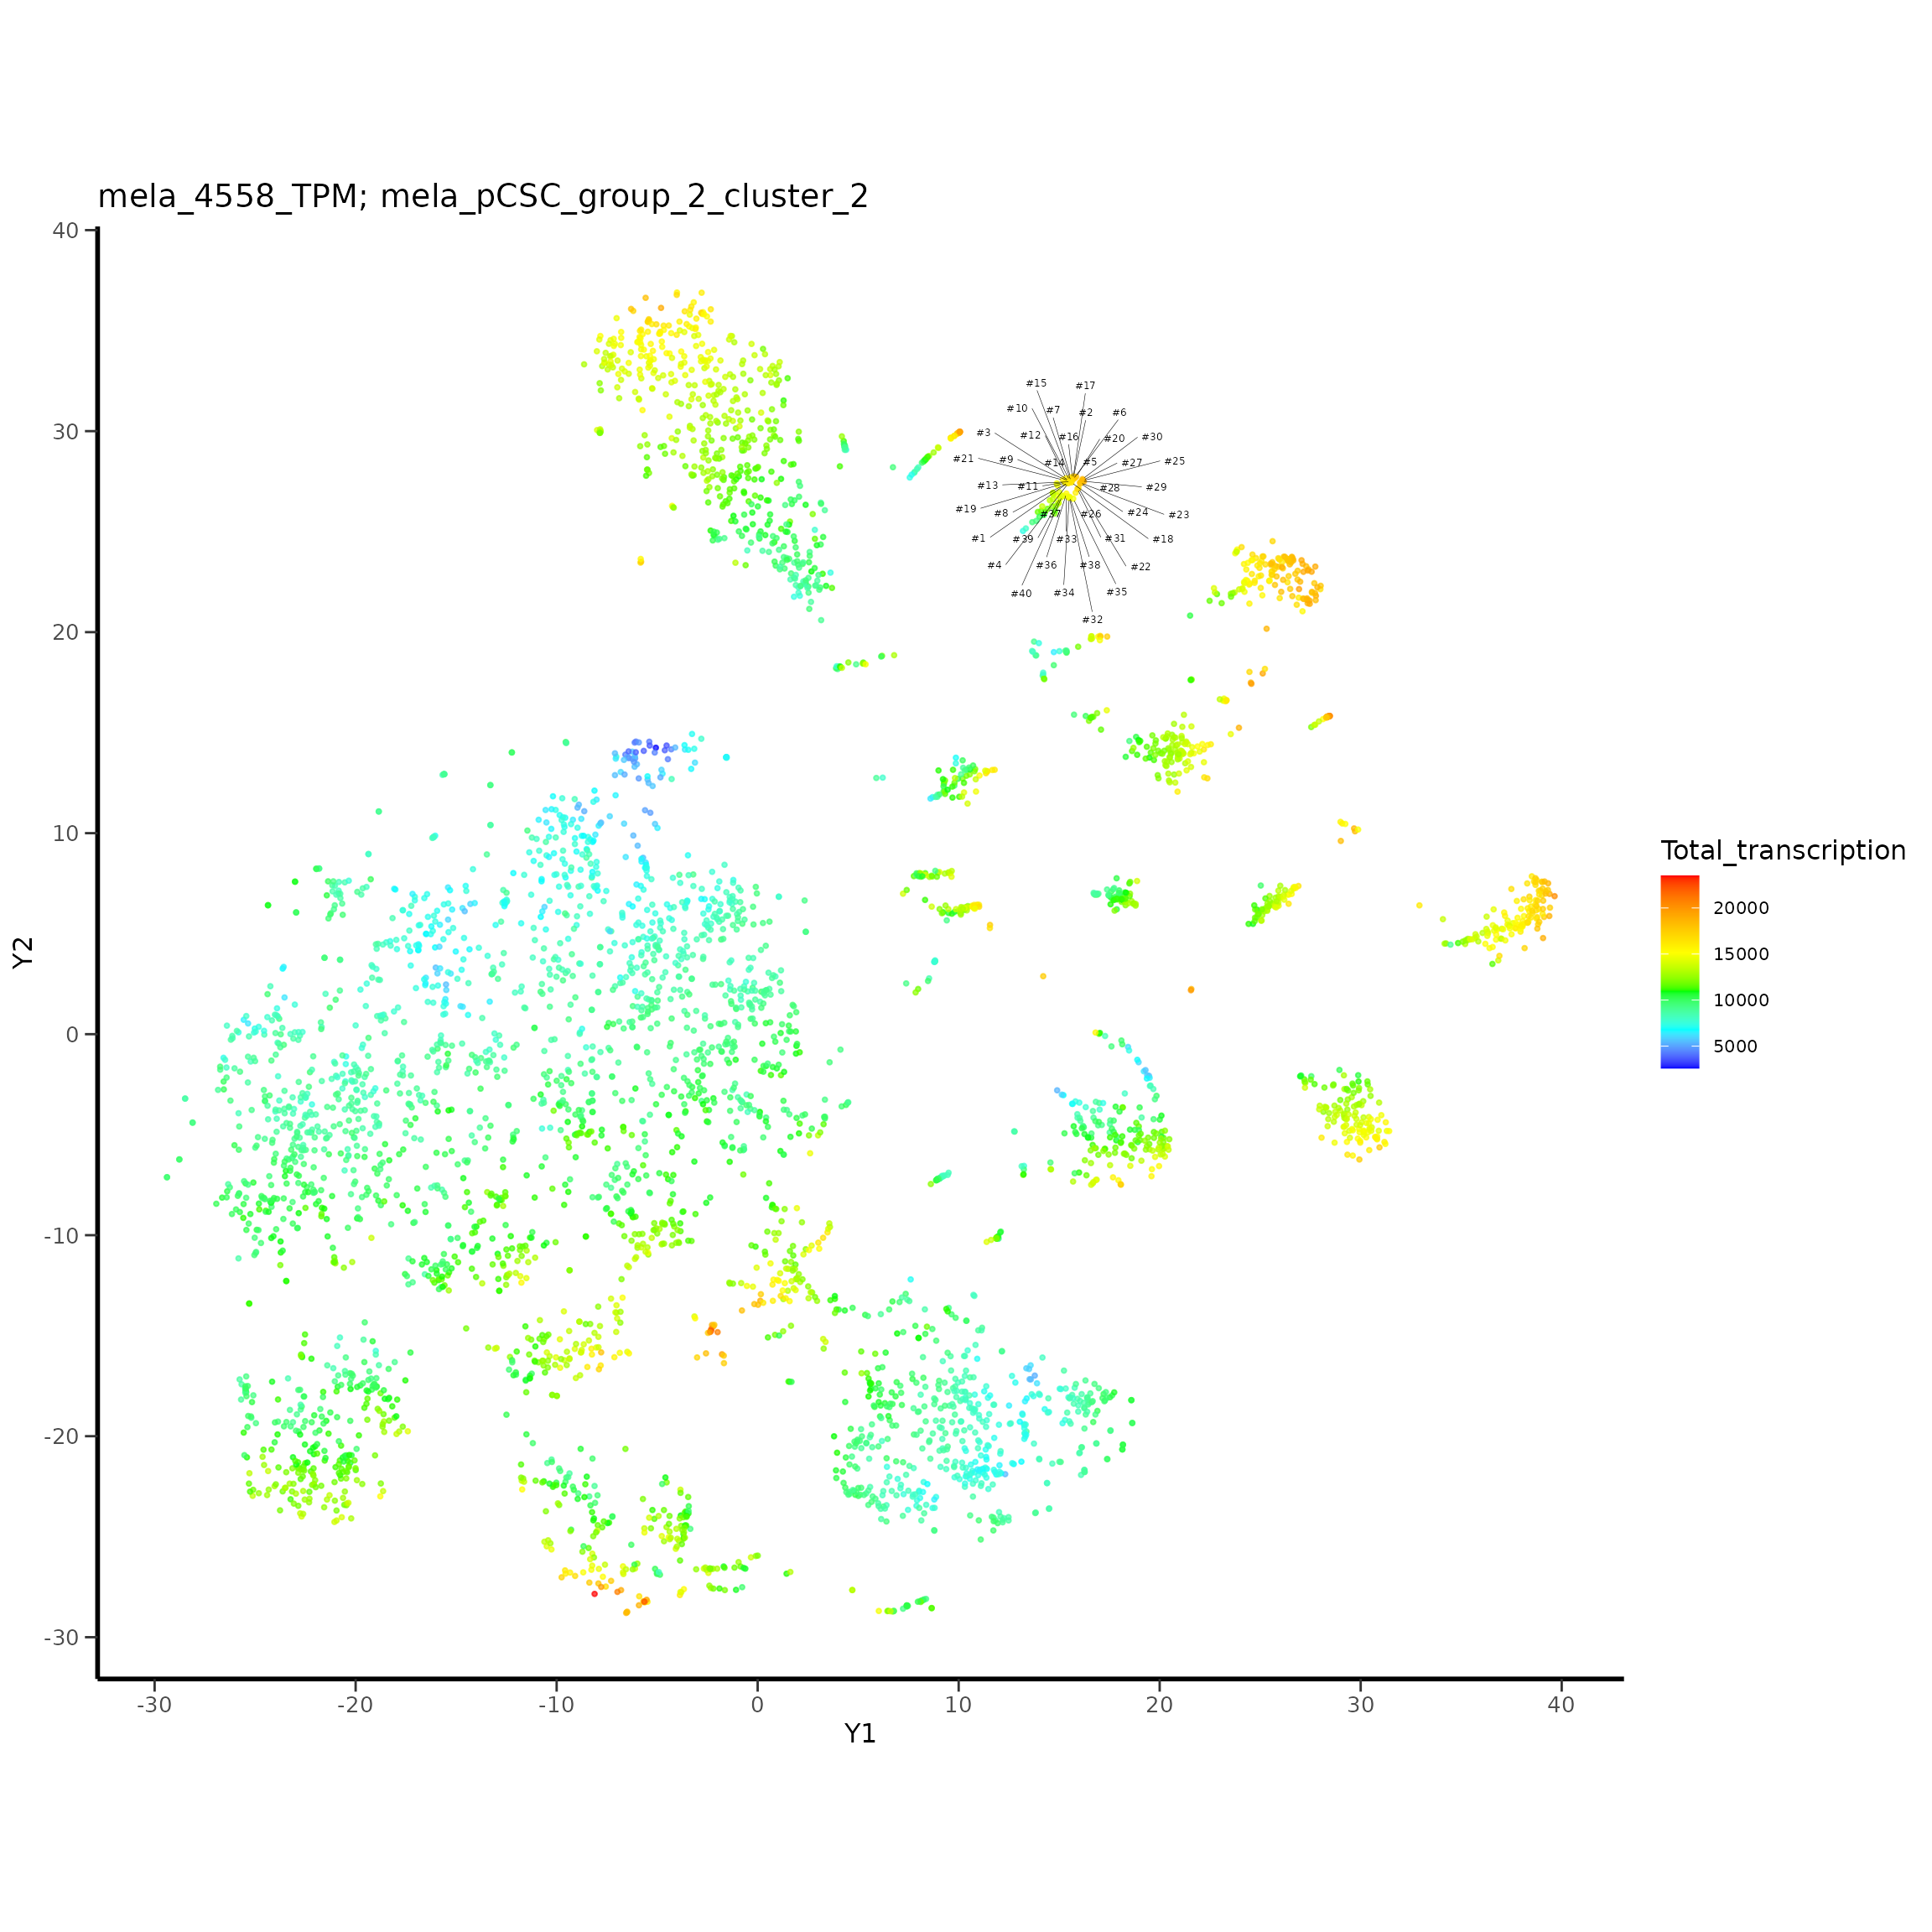 mela_4558_TPM; mela_pCSC_group_2_cluster_2
40
30
20
10
0
-10
-20
-30
Y2
-30 -20 -10 0 10 20 30 40
Y1
#15 #17
#10 #7 #2 #6
#3 #12 #16 #20 #30
#21 #9 #14 #5 #27 #25
#13 #11 #28 #29
#19 #8 #37 #26 #24 #23
#1 #39 #33 #31 #18
#4 #36 #38 #22
#40 #34 #35
#32
Total_transcription
20000
15000
10000
5000